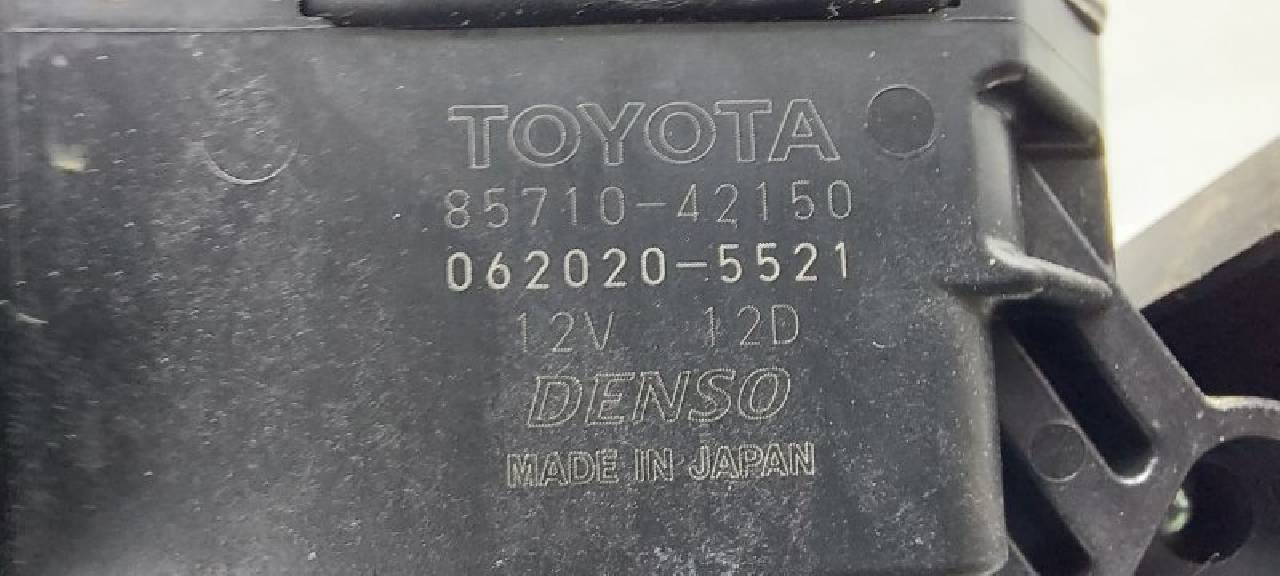 TOYOTA
85710-42150
062020-5521
12V 12D
DENSO
MADE IN JAPAN